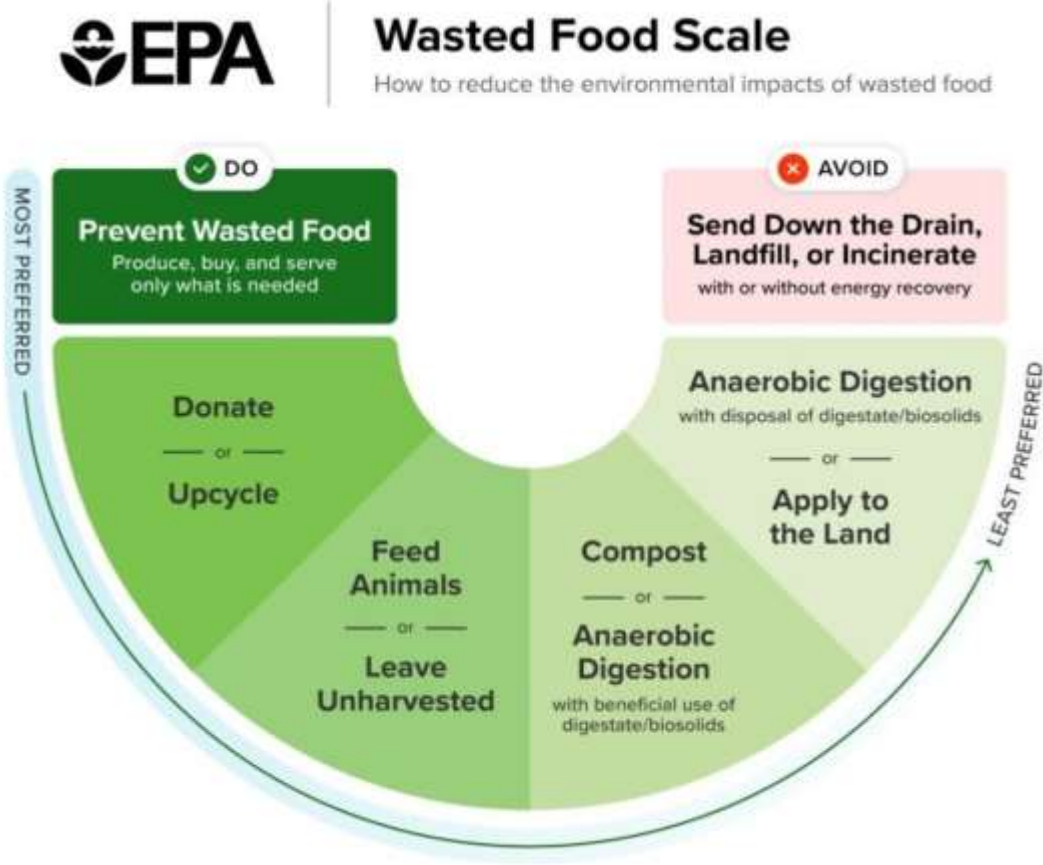 EPA
Wasted Food Scale
How to reduce the environmental impacts of wasted food
MOST PREFERRED
DO
Prevent Wasted Food
Produce, buy, and serve
only what is needed
Donate
or
Upcycle
Feed
Animals
or
Leave
Unharvested
Compost
or
Anaerobic
Digestion
with beneficial use of
digestate/biosolids
Anaerobic Digestion
with disposal of digestate/biosolids
or
Apply to
the Land
AVOID
Send Down the Drain,
Landfill, or Incinerate
with or without energy recovery
LEAST PREFERRED